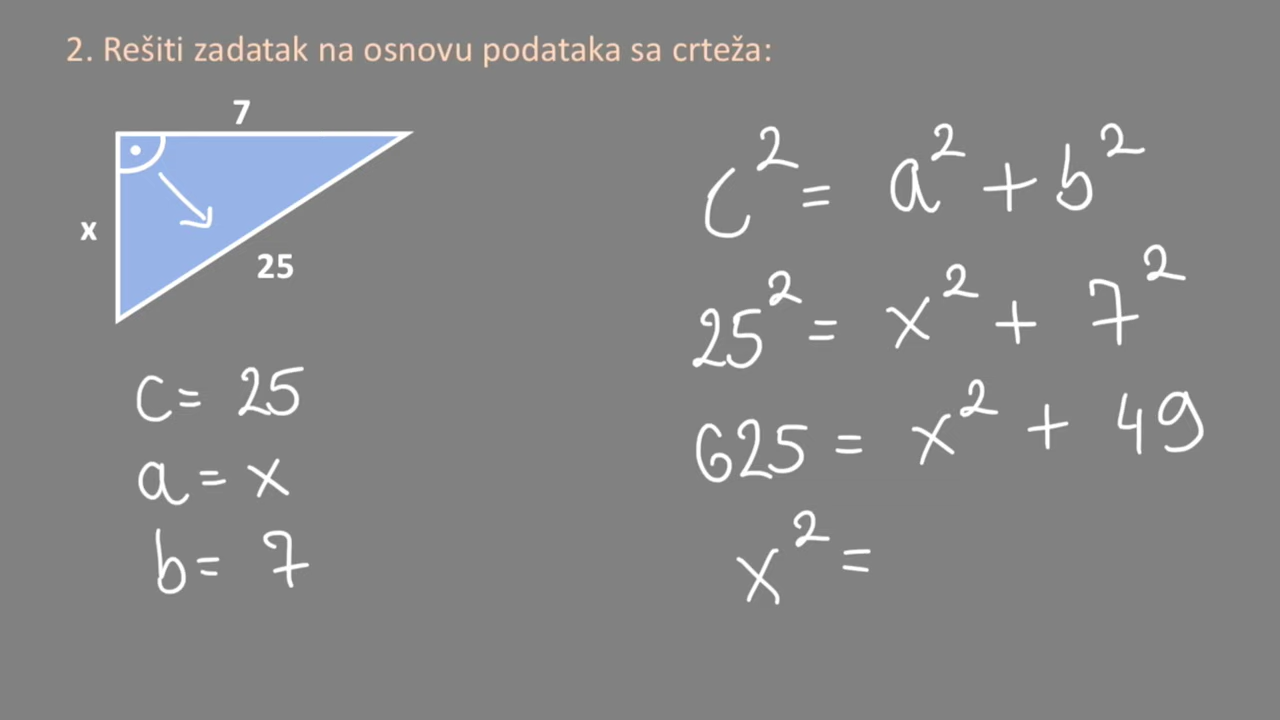 2. Rešiti zadatak na osnovu podataka sa crteža:
7
x
25
c = 25
a = x
b = 7
c² = a² + b²
25² = x² + 7²
625 = x² + 49
x² =